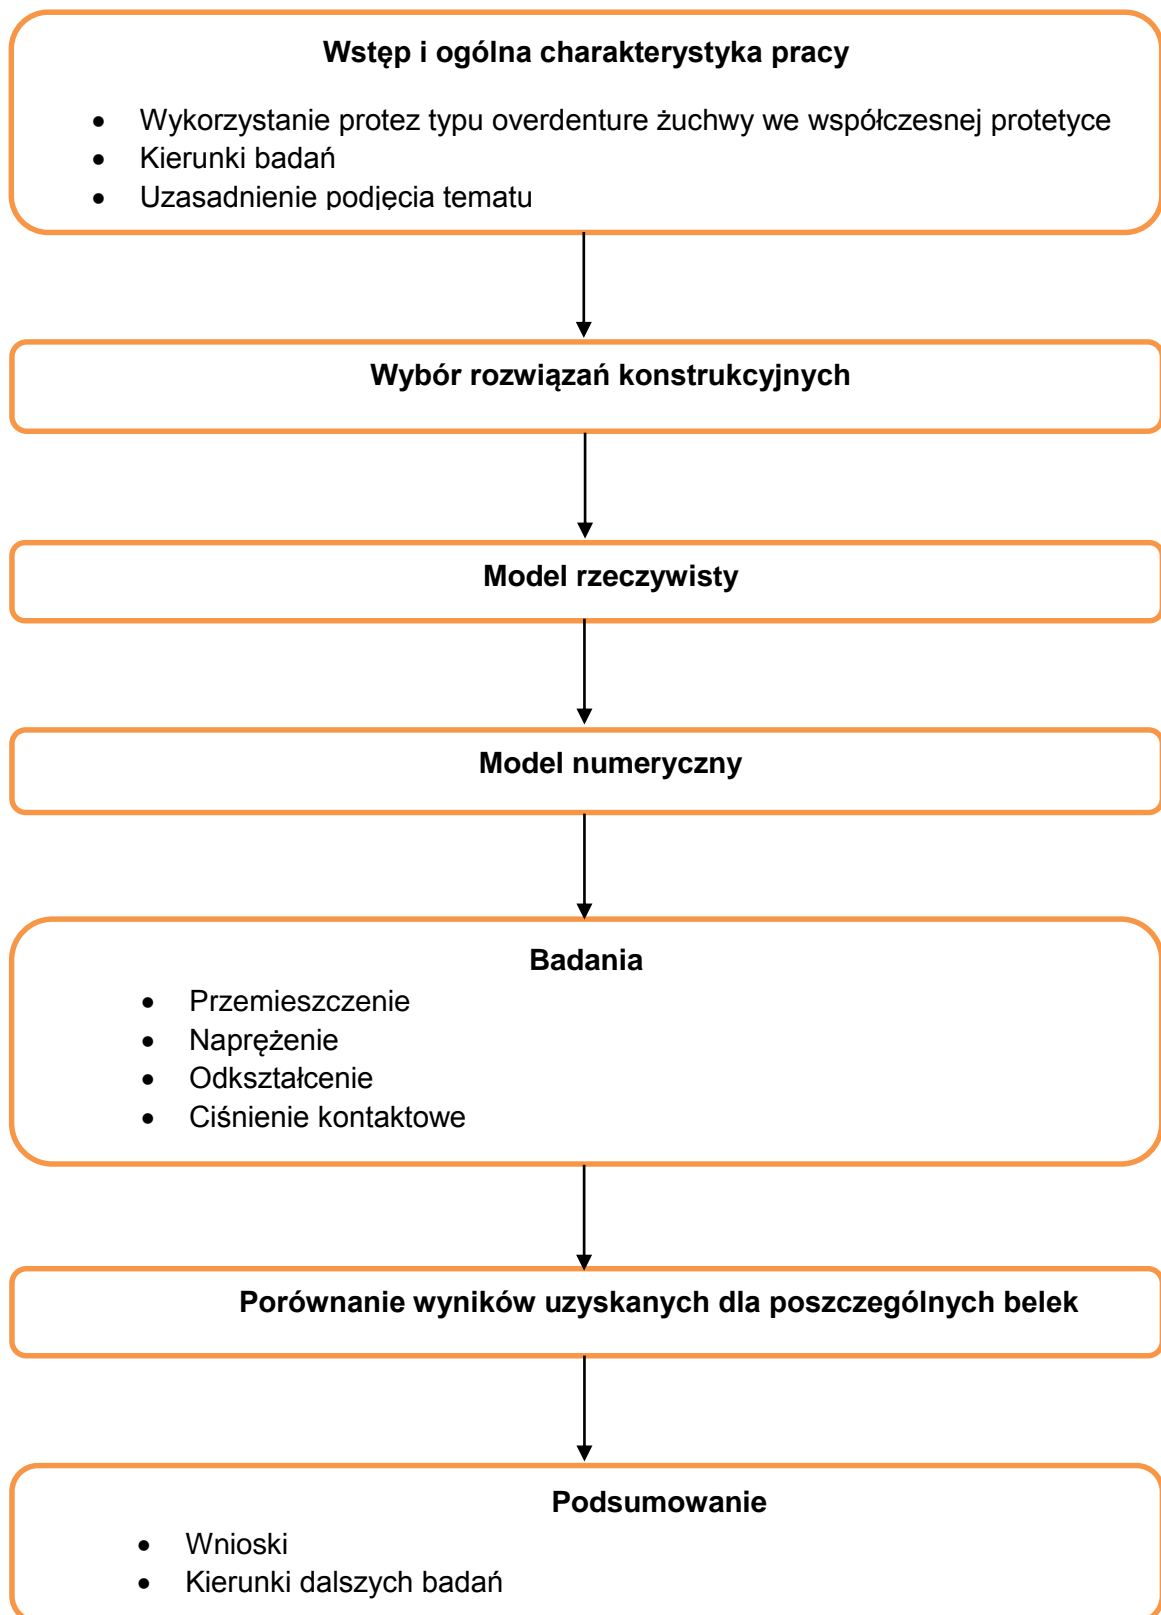 Wstęp i ogólna charakterystyka pracy
• Wykorzystanie protez typu overdenture żuchwy we współczesnej protetyce
• Kierunki badań
• Uzasadnienie podjęcia tematu
Wybór rozwiązań konstrukcyjnych
Model rzeczywisty
Model numeryczny
Badania
• Przemieszczenie
• Naprężenie
• Odkształcenie
• Ciśnienie kontaktowe
Porównanie wyników uzyskanych dla poszczególnych belek
Podsumowanie
• Wnioski
• Kierunki dalszych badań